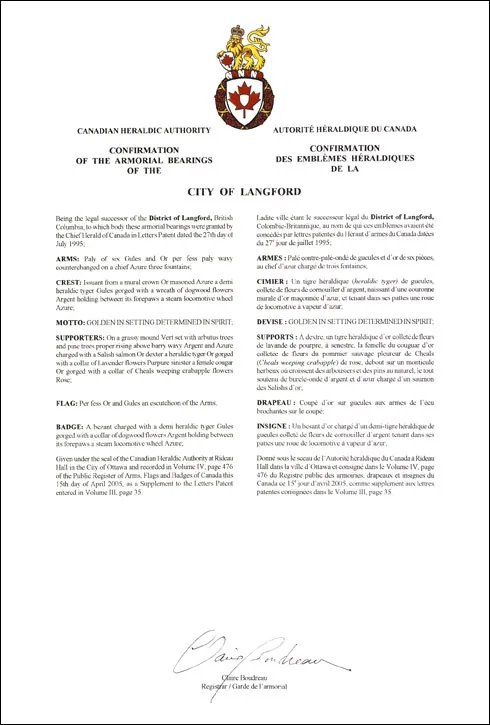 CANADIAN HERALDIC AUTHORITY
CONFIRMATION
OF THE ARMORIAL BEARINGS
OF THE
AUTORITÉ HÉRALDIQUE DU CANADA
CONFIRMATION
DES EMBLÈMES HÉRALDIQUES
DE LA
CITY OF LANGFORD
Being the legal successor of the District of Langford, British
Columbia, to which body these armorial bearings were granted by
the Chief Herald of Canada in Letters Patent dated the 27th day of
July 1995;
ARMS: Paly of six Gules and Or per fess paly wavy
counterchanged on a chief Azure three fountains;
CREST: Issuant from a mural crown Or masoned Azure a demi
heraldic tyger Gules gorged with a wreath of dogwood flowers
Argent holding between its forepaws a steam locomotive wheel
Azure;
MOTTO: GOLDEN IN SETTING DETERMINED IN SPIRIT;
SUPPORTERS: On a grassy mound Vert set with arbutus trees
and pine trees proper rising above barry wavy Argent and Azure
charged with a Salish salmon Or dexter a heraldic tyger Or gorged
with a collar of Lavender flowers Purpure sinister a female cougar
Or gorged with a collar of Cheals weeping crabapple flowers
Rose;
FLAG: Per fess Or and Gules an escutcheon of the Arms.
BADGE: A bezant charged with a demi heraldic tyger Gules
gorged with a collar of dogwood flowers Argent holding between
its forepaws a steam locomotive wheel Azure;
Given under the seal of the Canadian Heraldic Authority at Rideau
Hall in the City of Ottawa and recorded in Volume IV, page 476
of the Public Register of Arms, Flags and Badges of Canada this
15th day of April 2005, as a Supplement to the Letters Patent
entered in Volume III, page 35.
Ladite ville étant le successeur légal du District of Langford,
Colombie-Britannique, au nom de qui ces emblèmes avaient été
concédés par lettres patentes du Héraut d'armes du Canada datées
du 27e jour de juillet 1995;
ARMES : Palé contre-palé-ondé de gueules et d'or de six pièces,
au chef d'azur chargé de trois fontaines;
CIMIER : Un tigre héraldique (heraldic tyger) de gueules,
colleté de fleurs de cornouiller d'argent, naissant d'une couronne
murale d'or maçonnée d'azur, et tenant dans ses pattes une roue
de locomotive à vapeur d'azur;
DEVISE : GOLDEN IN SETTING DETERMINED IN SPIRIT;
SUPPORTS : A dextre, un tigre héraldique d'or colleté de fleurs
de lavande de pourpre, à senestre, la femelle du couguar d'or
colletée de fleurs du pommier sauvage pleureur de Cheals
(Cheals weeping crabapple) de rose, debout sur un monticule
herbeux où croissent des arbousiers et des pins au naturel, le tout
soutenu de burelé-ondé d'argent et d'azur chargé d'un saumon
des Salishs d'or;
DRAPEAU : Coupé d'or sur gueules aux armes de l'écu
brochantes sur le coupé;
INSIGNE : Un besant d'or chargé d'un demi-tigre héraldique de
gueules colleté de fleurs de cornouiller d'argent tenant dans ses
pattes une roue de locomotive à vapeur d'azur;
Donné sous le sceau de l'Autorité héraldique du Canada à Rideau
Hall dans la ville d'Ottawa et consigné dans le Volume IV, page
476 du Registre public des armoiries, drapeaux et insignes du
Canada ce 15e jour d'avril 2005, comme supplément aux lettres
patentes consignées dans le Volume III, page 35.
Claire Boudreau
Claire Boudreau
Registrar / Garde de l'armorial